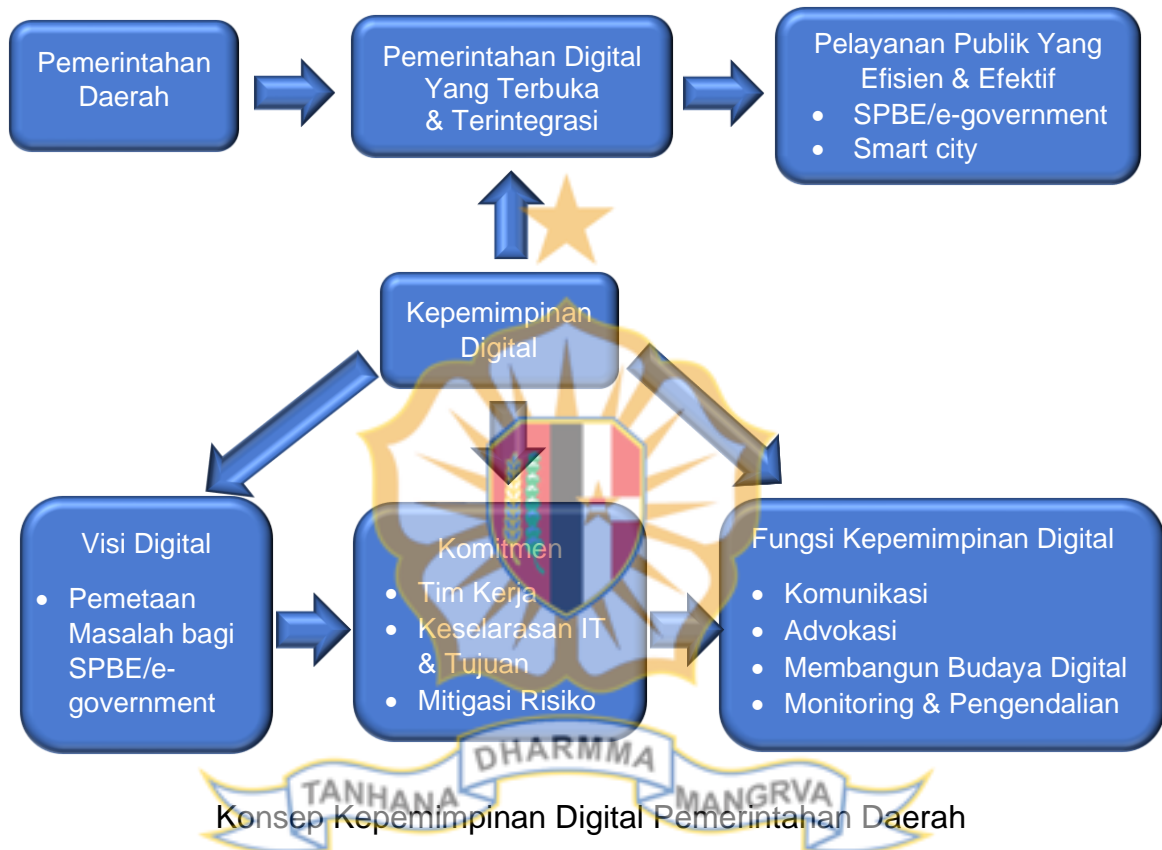 Pemerintahan
Daerah
Pemerintahan Digital
Yang Terbuka
& Terintegrasi
Pelayanan Publik Yang
Efisien & Efektif
• SPBE/e-government
• Smart city
Kepemimpinan
Digital
Visi Digital
• Pemetaan
Masalah bagi
SPBE/e-
government
Komitmen
• Tim Kerja
• Keselarasan IT
& Tujuan
• Mitigasi Risiko
Fungsi Kepemimpinan Digital
• Komunikasi
• Advokasi
• Membangun Budaya Digital
• Monitoring & Pengendalian
TANHANA DHARMMA MANGRVA
Konsep Kepemimpinan Digital Pemerintahan Daerah